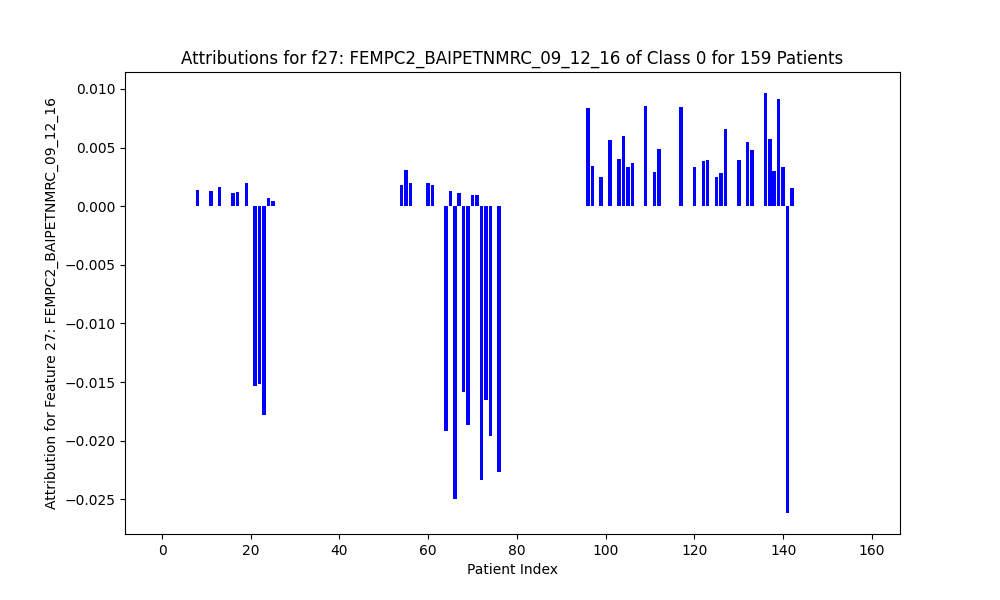 Attributions for f27: FEMPC2_BAIPETNMRC_09_12_16 of Class 0 for 159 Patients
Attribution for Feature 27: FEMPC2_BAIPETNMRC_09_12_16
0.010
0.005
0.000
−0.005
−0.010
−0.015
−0.020
−0.025
0 20 40 60 80 100 120 140 160
Patient Index